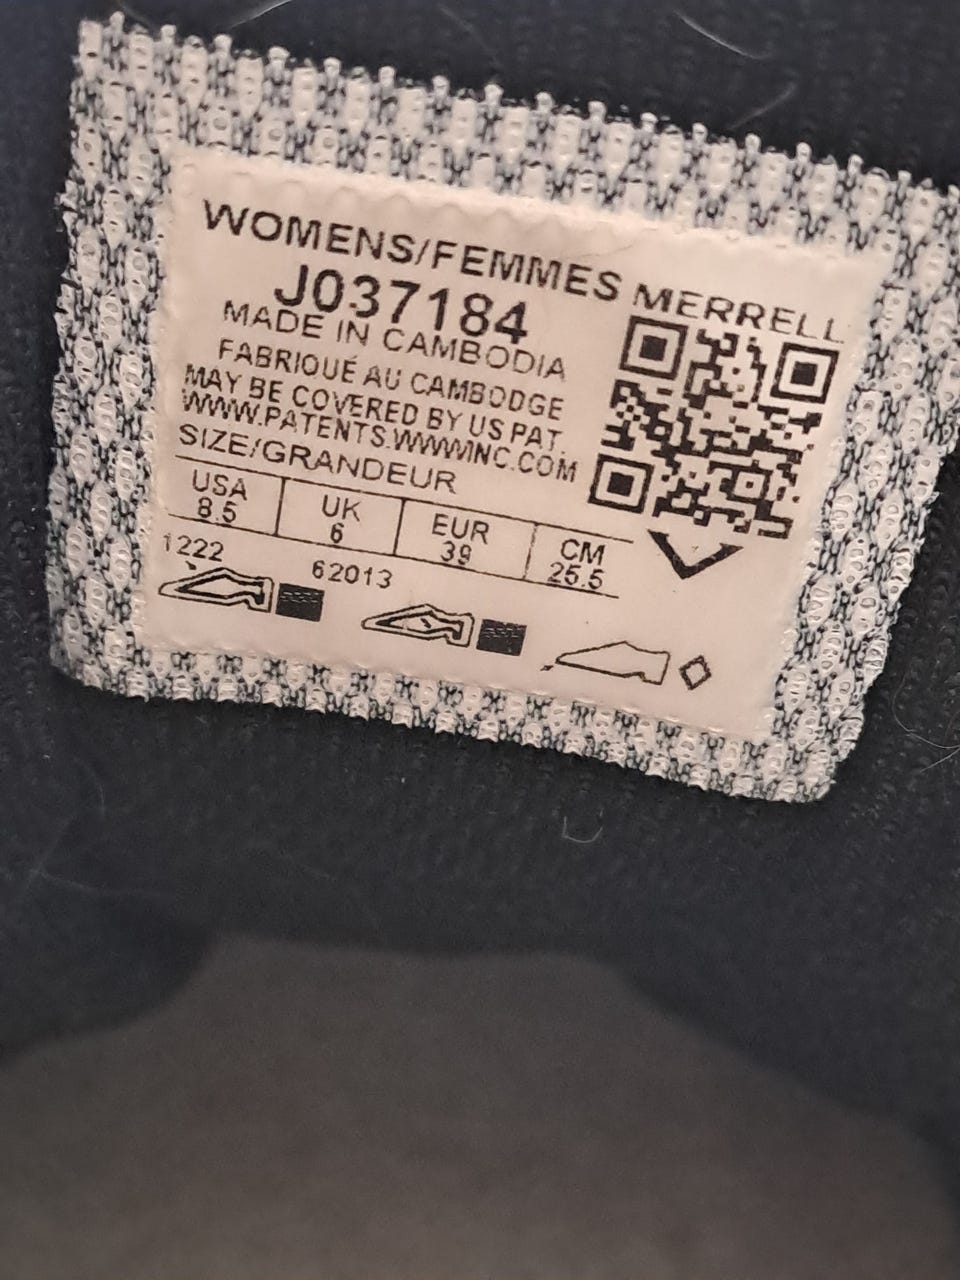 WOMENS/FEMMES MERRELL
J037184
MADE IN CAMBODIA
FABRIQUÉ AU CAMBODGE
MAY BE COVERED BY US PAT.
WWW.PATENTS.WWWINC.COM
SIZE/GRANDEUR
USA UK EUR CM
8.5 6 39 25.5
1222 62013